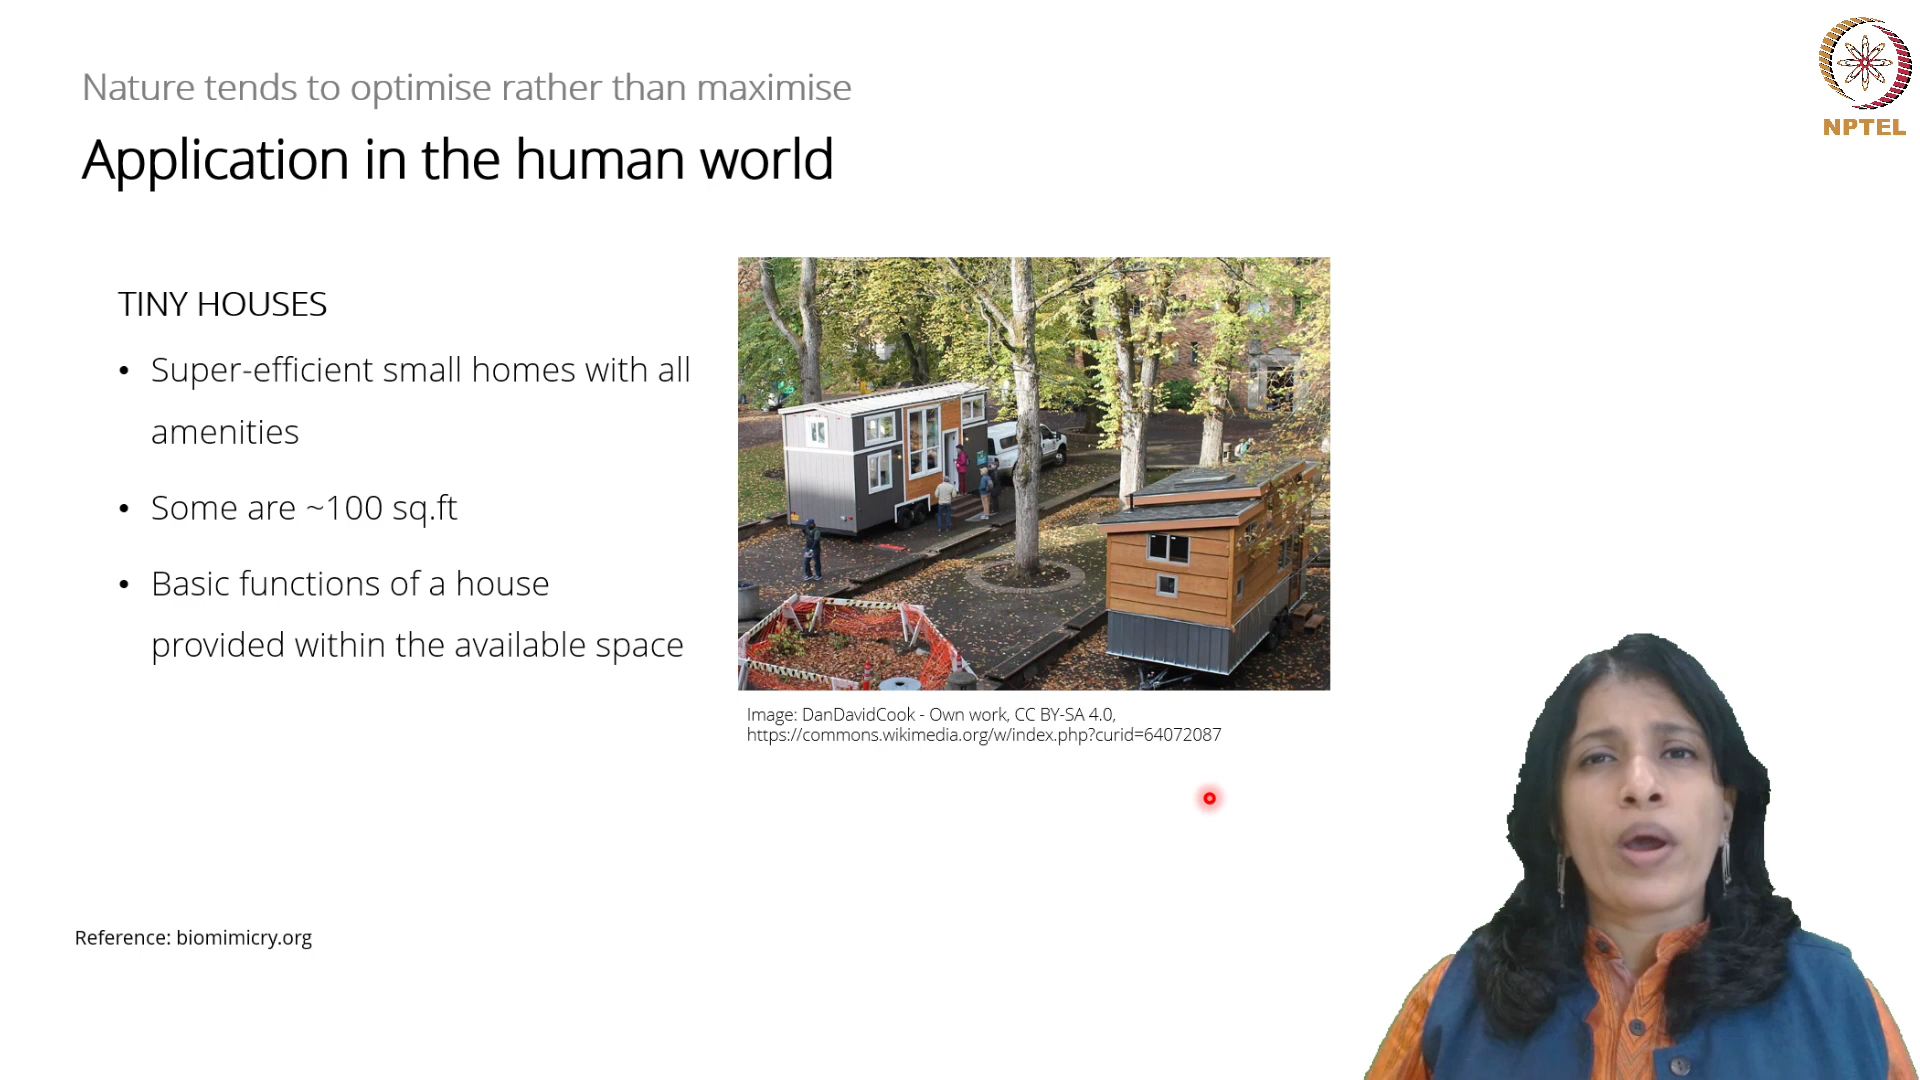 Nature tends to optimise rather than maximise
Application in the human world
NPTEL
TINY HOUSES
• Super-efficient small homes with all
amenities
• Some are ~100 sq.ft
• Basic functions of a house
provided within the available space
Image: DanDavidCook - Own work, CC BY-SA 4.0,
https://commons.wikimedia.org/w/index.php?curid=64072087
Reference: biomimicry.org